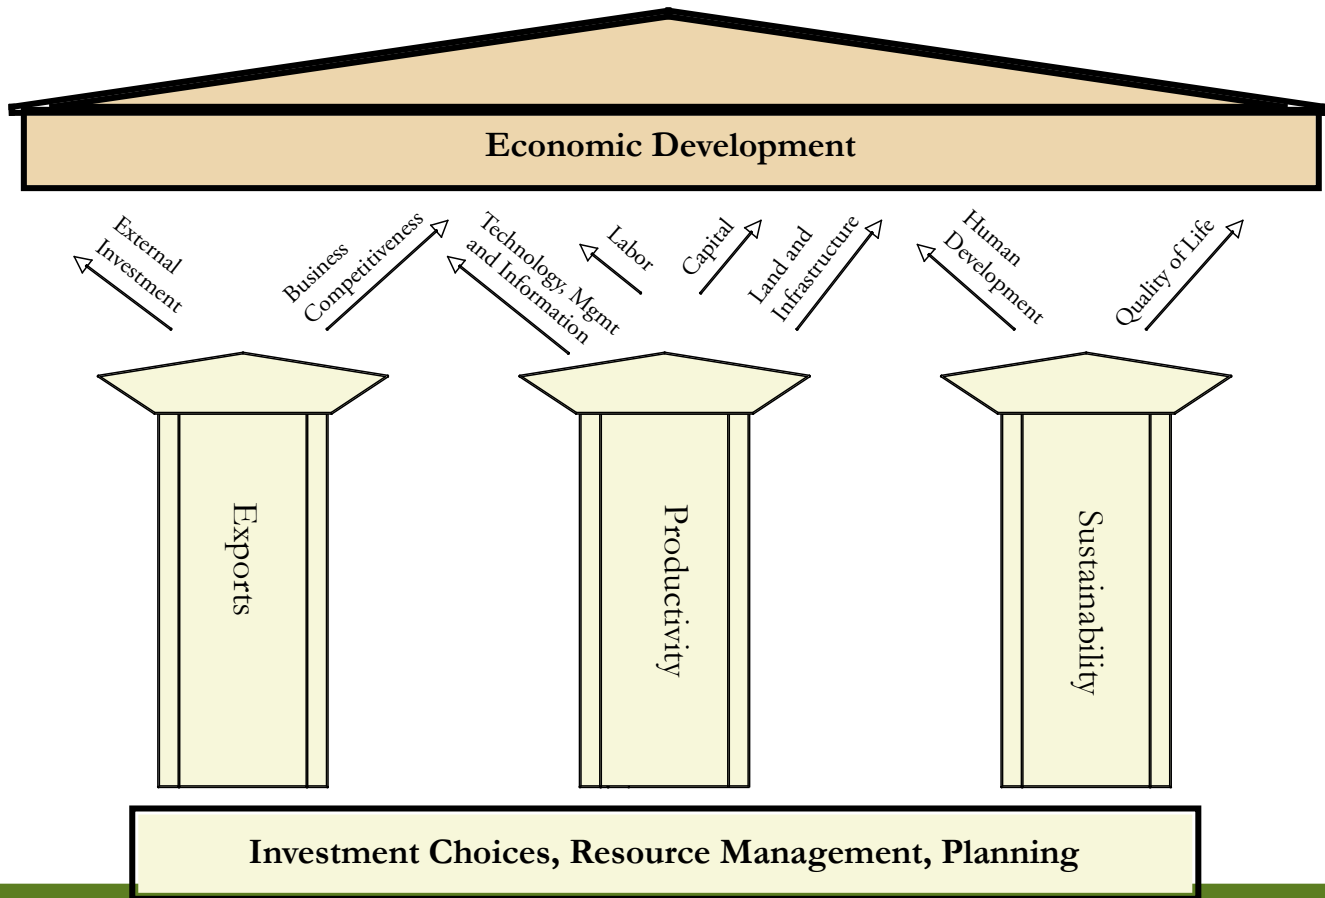 Economic Development
External
Investment
Business
Competitiveness
Technology, Mgmt
and Information
Labor
Capital
Land and
Infrastructure
Human
Development
Quality of Life
Exports
Productivity
Sustainability
Investment Choices, Resource Management, Planning